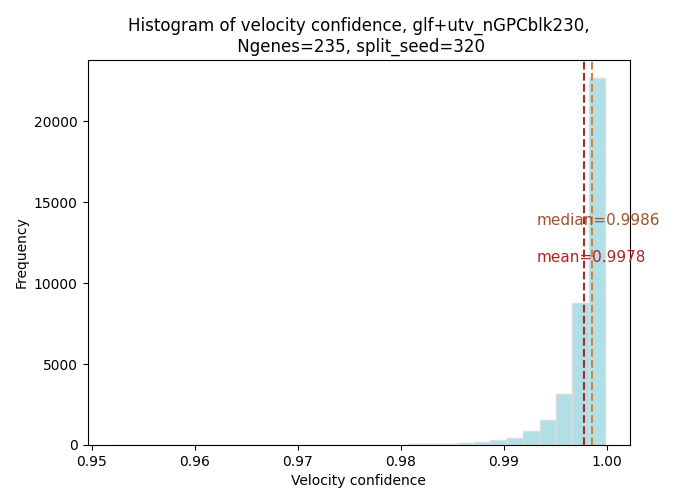 Histogram of velocity confidence, glf+utv_nGPCblk230,
Ngenes=235, split_seed=320
Frequency
20000
15000
10000
5000
0
median=0.9986
mean=0.9978
0.95 0.96 0.97 0.98 0.99 1.00
Velocity confidence